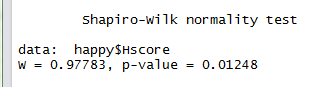 Shapiro-Wilk normality test
data:  happy$Hscore
W = 0.97783, p-value = 0.01248